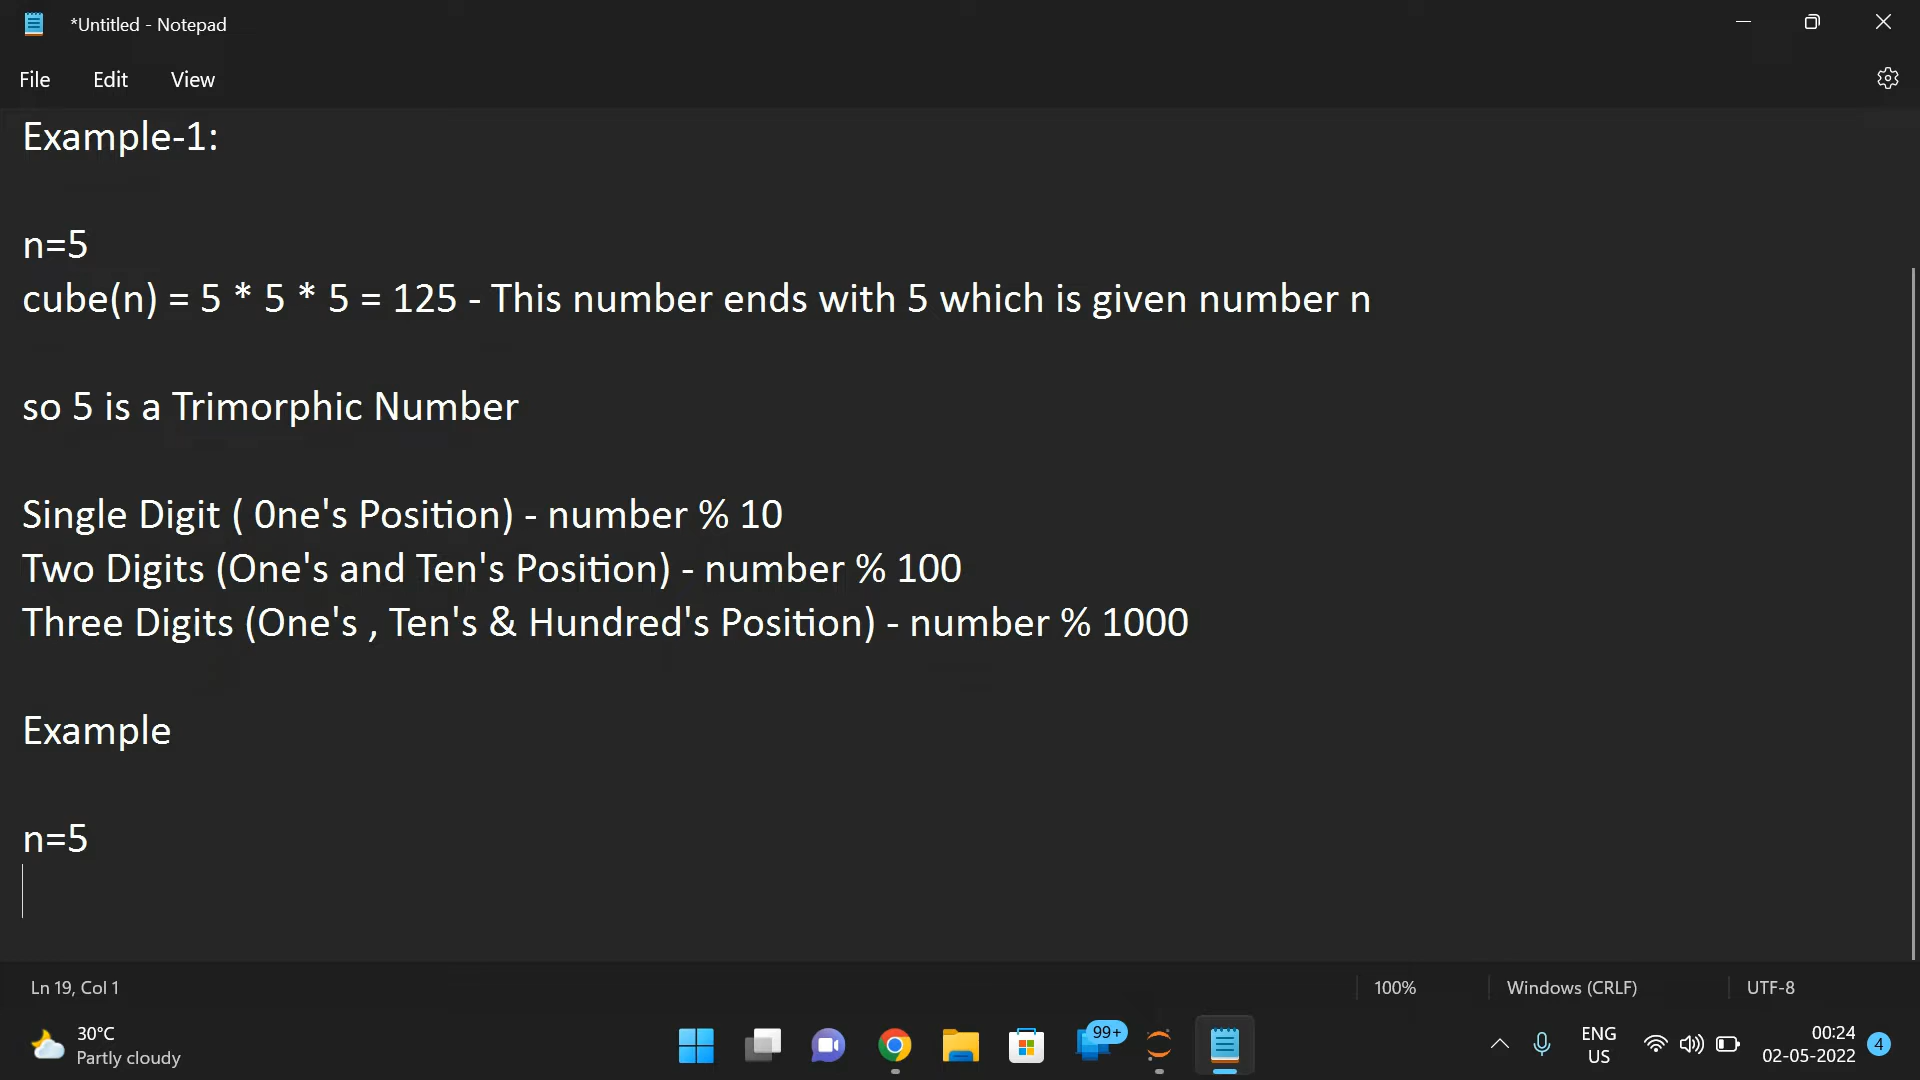 *Untitled - Notepad
File Edit View
Example-1:
n=5
cube(n) = 5 * 5 * 5 = 125 - This number ends with 5 which is given number n
so 5 is a Trimorphic Number
Single Digit ( 0ne's Position) - number % 10
Two Digits (One's and Ten's Position) - number % 100
Three Digits (One's , Ten's & Hundred's Position) - number % 1000
Example
n=5
Ln 19, Col 1
100%
Windows (CRLF)
UTF-8
30°C
Partly cloudy
99+
ENG
US
00:24
02-05-2022
4